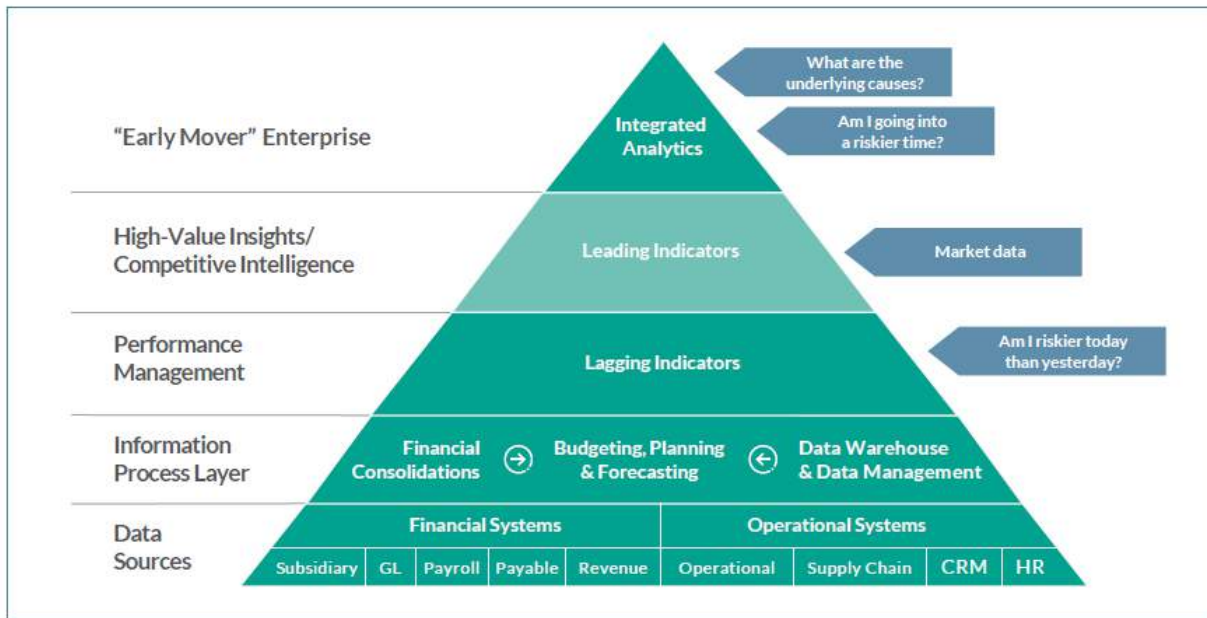 What are the
underlying causes?
"Early Mover" Enterprise
Integrated
Analytics
Am I going into
a riskier time?
High-Value Insights/
Competitive Intelligence
Leading Indicators
Market data
Performance
Management
Lagging Indicators
Am I riskier today
than yesterday?
Information
Process Layer
Financial
Consolidations
Budgeting, Planning
& Forecasting
Data Warehouse
& Data Management
Data
Sources
Financial Systems
Operational Systems
Subsidiary
GL
Payroll
Payable
Revenue
Operational
Supply Chain
CRM
HR